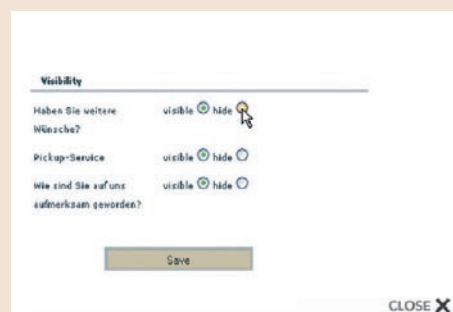 Visibility
Haben Sie weitere visible hide
Wünsche?
Pickup-Service visible hide
Wie sind Sie auf uns visible hide
aufmerksam geworden?
Save
CLOSE X